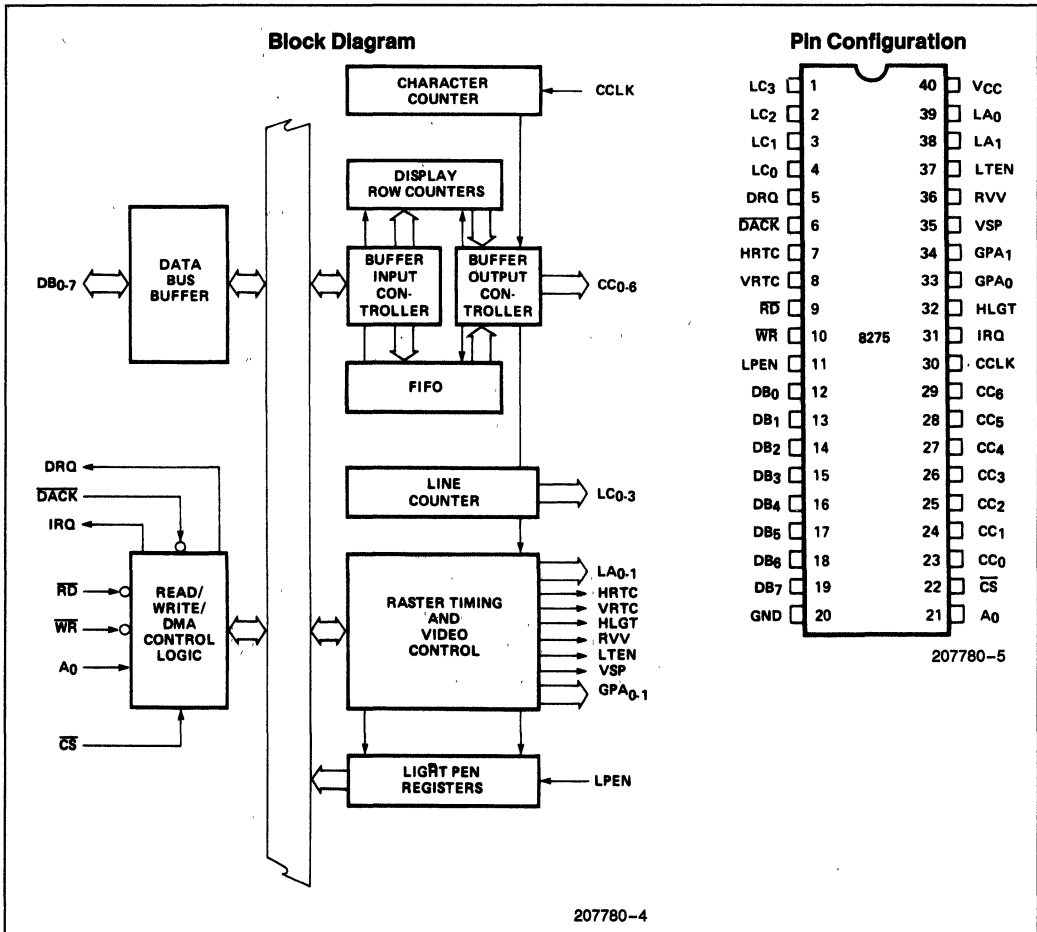 Block Diagram
CHARACTER
COUNTER
CCLK
DISPLAY
ROW COUNTERS
DB0-7
DATA
BUS
BUFFER
BUFFER
INPUT
CON-
TROLLER
BUFFER
OUTPUT
CON-
TROLLER
CC0-6
FIFO
DRQ
DACK
IRQ
LINE
COUNTER
LC0-3
RD
WR
A0
CS
READ/
WRITE/
DMA
CONTROL
LOGIC
RASTER TIMING
AND
VIDEO
CONTROL
LA0-1
HRTC
VRTC
HLGT
RVV
LTEN
VSP
GPA0-1
LIGHT PEN
REGISTERS
LPEN
207780-4
Pin Configuration
LC3 1 40 VCC
LC2 2 39 LA0
LC1 3 38 LA1
LC0 4 37 LTEN
DRQ 5 36 RVV
DACK 6 35 VSP
HRTC 7 34 GPA1
VRTC 8 33 GPA0
RD 9 32 HLGT
WR 10 8275 31 IRQ
LPEN 11 30 CCLK
DB0 12 29 CC6
DB1 13 28 CC5
DB2 14 27 CC4
DB3 15 26 CC3
DB4 16 25 CC2
DB5 17 24 CC1
DB6 18 23 CC0
DB7 19 22 CS
GND 20 21 A0
207780-5